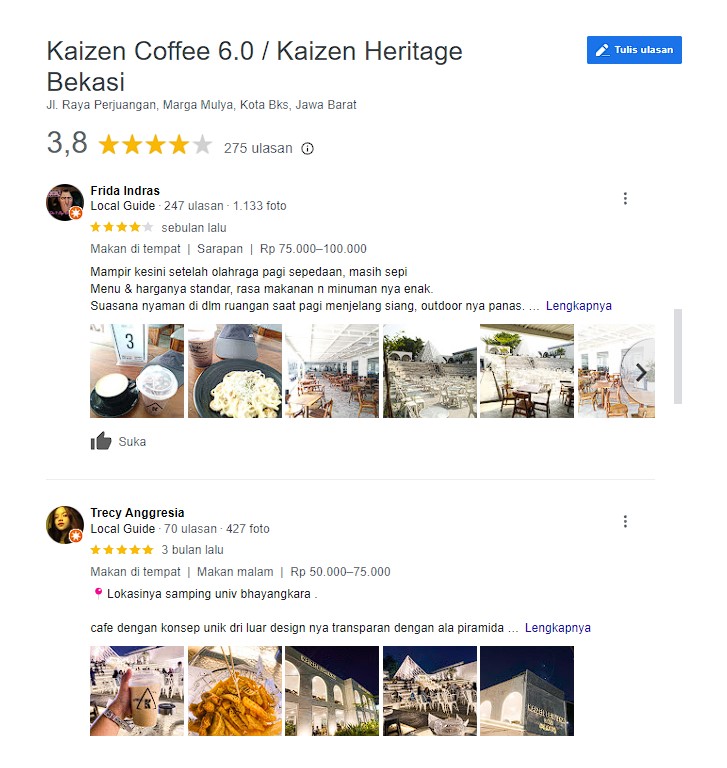 Kaizen Coffee 6.0 / Kaizen Heritage
Bekasi
Tulis ulasan
Jl. Raya Perjuangan, Marga Mulya, Kota Bks, Jawa Barat
3,8
275 ulasan
Frida Indras
Local Guide · 247 ulasan · 1.133 foto
sebulan lalu
Makan di tempat | Sarapan | Rp 75.000–100.000
Mampir kesini setelah olahraga pagi sepedaan, masih sepi
Menu & harganya standar, rasa makanan n minuman nya enak.
Suasana nyaman di dlm ruangan saat pagi menjelang siang, outdoor nya panas. … Lengkapnya
3
Suka
Trecy Anggresia
Local Guide · 70 ulasan · 427 foto
3 bulan lalu
Makan di tempat | Makan malam | Rp 50.000–75.000
Lokasinya samping univ bhayangkara .
cafe dengan konsep unik dri luar design nya transparan dengan ala piramida … Lengkapnya